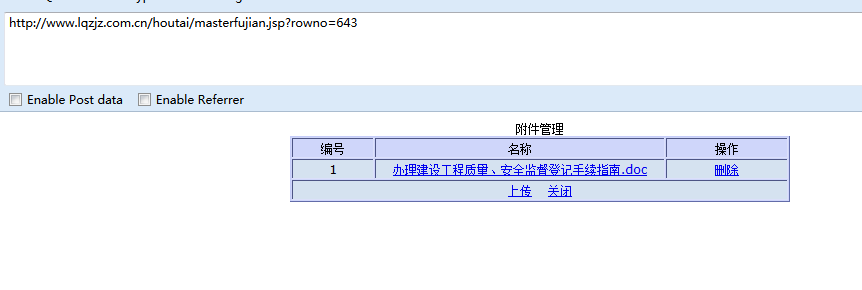 http://www.lqzjz.com.cn/houtai/masterfujian.jsp?rowno=643
Enable Post data Enable Referrer
附件管理
编号 名称 操作
1 办理建设工程质量、安全监督登记手续指南.doc 删除
上传 关闭